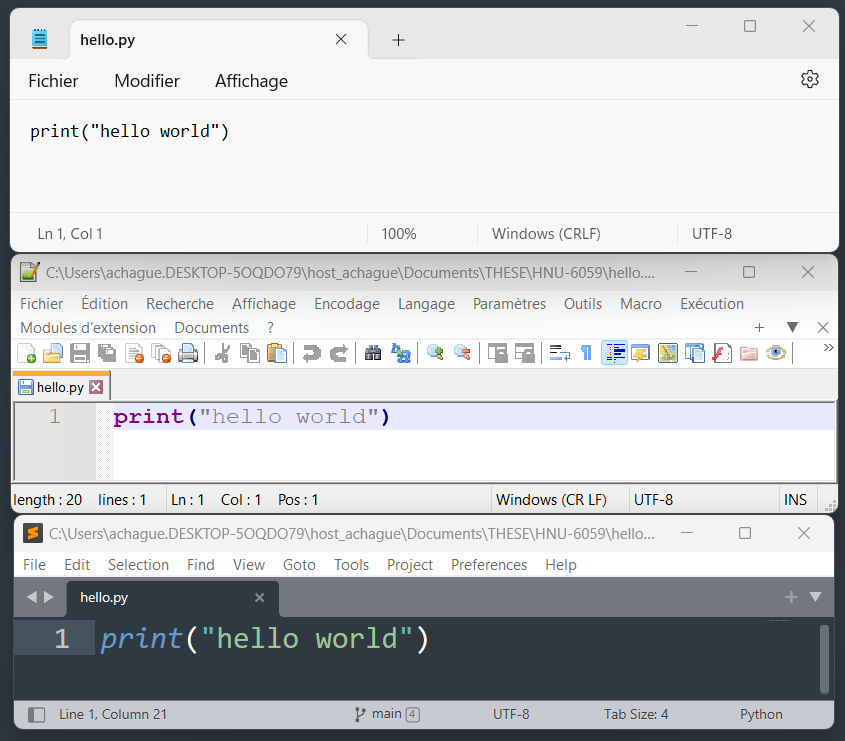 hello.py
Fichier Modifier Affichage
print("hello world")
Ln 1, Col 1 100% Windows (CRLF) UTF-8
C:\Users\achague.DESKTOP-5OQDO79\host_achague\Documents\THESE\HNU-6059\hello....
Fichier Édition Recherche Affichage Encodage Langage Paramètres Outils Macro Exécution
Modules d'extension Documents ?
hello.py
1 print("hello world")
length : 20 lines : 1 Ln : 1 Col : 1 Pos : 1 Windows (CR LF) UTF-8 INS
C:\Users\achague.DESKTOP-5OQDO79\host_achague\Documents\THESE\HNU-6059\hello...
File Edit Selection Find View Goto Tools Project Preferences Help
hello.py
1 print("hello world")
Line 1, Column 21 main 4 UTF-8 Tab Size: 4 Python